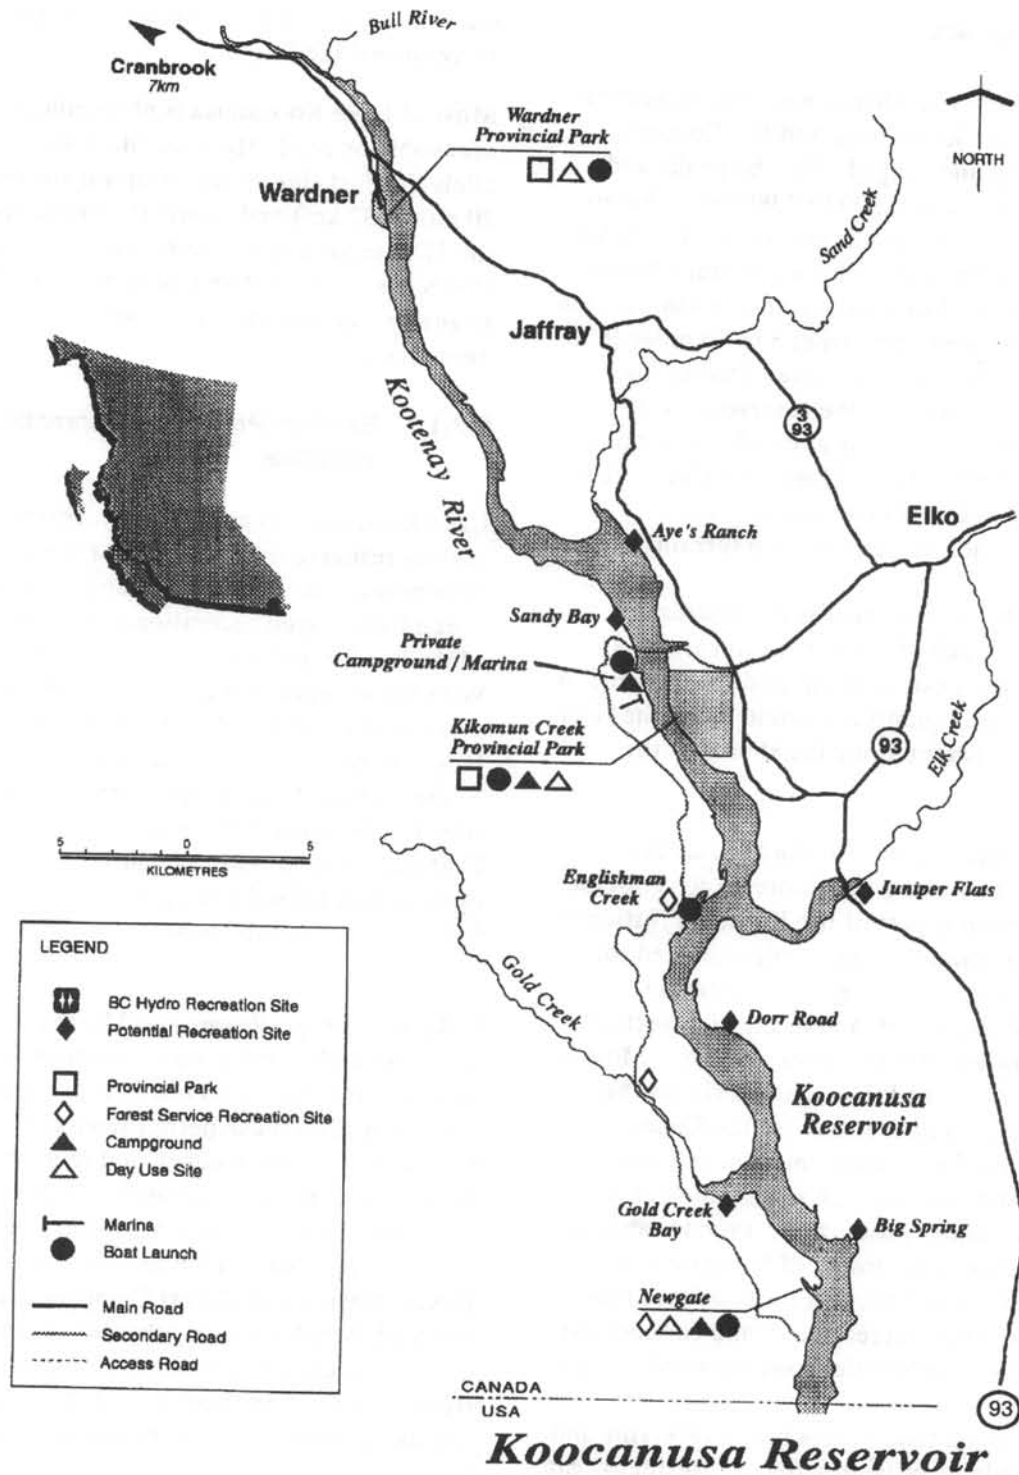 Bull River
Cranbrook
7km
Wardner
Provincial Park
NORTH
Wardner
Sand Creek
Jaffray
Kootenay River
3
93
Elko
Aye's Ranch
Sandy Bay
Private
Campground / Marina
Kikomun Creek
Provincial Park
93
Elk Creek
5 0 5
KILOMETRES
Englishman
Creek
Juniper Flats
Gold Creek
LEGEND
BC Hydro Recreation Site
Potential Recreation Site
Provincial Park
Forest Service Recreation Site
Campground
Day Use Site
Marina
Boat Launch
Main Road
Secondary Road
Access Road
Dorr Road
Koocanusa
Reservoir
Gold Creek
Bay
Big Spring
Newgate
CANADA
USA
93
Koocanusa Reservoir